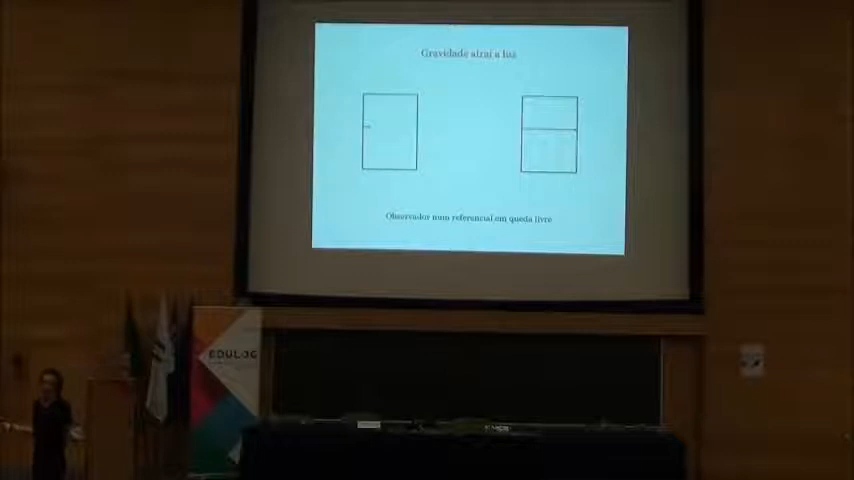 Gravidade atrai a luz
Observador num referencial em queda livre
EDULOG